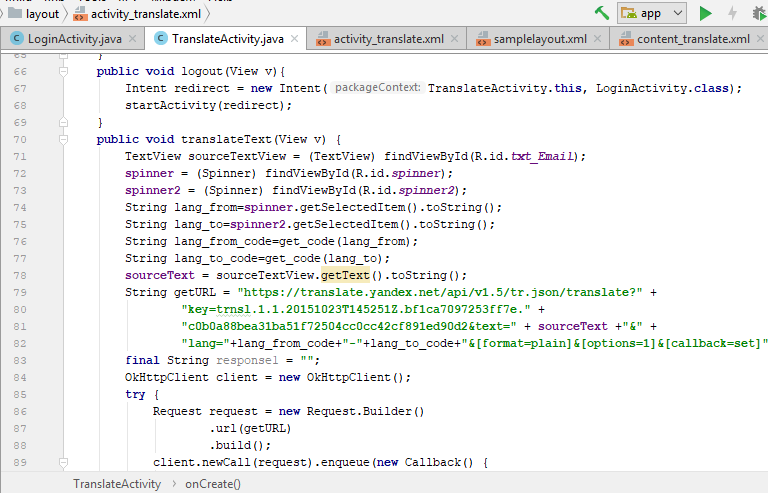 layout activity_translate.xml app
LoginActivity.java TranslateActivity.java activity_translate.xml samplelayout.xml content_translate.xml
65 }
66 public void logout(View v){
67 Intent redirect = new Intent( packageContext: TranslateActivity.this, LoginActivity.class);
68 startActivity(redirect);
69 }
70 public void translateText(View v) {
71 TextView sourceTextView = (TextView) findViewById(R.id.txt_Email);
72 spinner = (Spinner) findViewById(R.id.spinner);
73 spinner2 = (Spinner) findViewById(R.id.spinner2);
74 String lang_from=spinner.getSelectedItem().toString();
75 String lang_to=spinner2.getSelectedItem().toString();
76 String lang_from_code=get_code(lang_from);
77 String lang_to_code=get_code(lang_to);
78 sourceText = sourceTextView.getText().toString();
79 String getURL = "https://translate.yandex.net/api/v1.5/tr.json/translate?" +
80 "key=trnsl.1.1.20151023T145251Z.bf1ca7097253ff7e." +
81 "c0b0a88bea31ba51f72504cc0cc42cf891ed90d2&text=" + sourceText +"&" +
82 "lang="+lang_from_code+"-"+lang_to_code+"&[format=plain]&[options=1]&[callback=set]"
83 final String response1 = "";
84 OkHttpClient client = new OkHttpClient();
85 try {
86 Request request = new Request.Builder()
87 .url(getURL)
88 .build();
89 client.newCall(request).enqueue(new Callback() {
TranslateActivity onCreate()